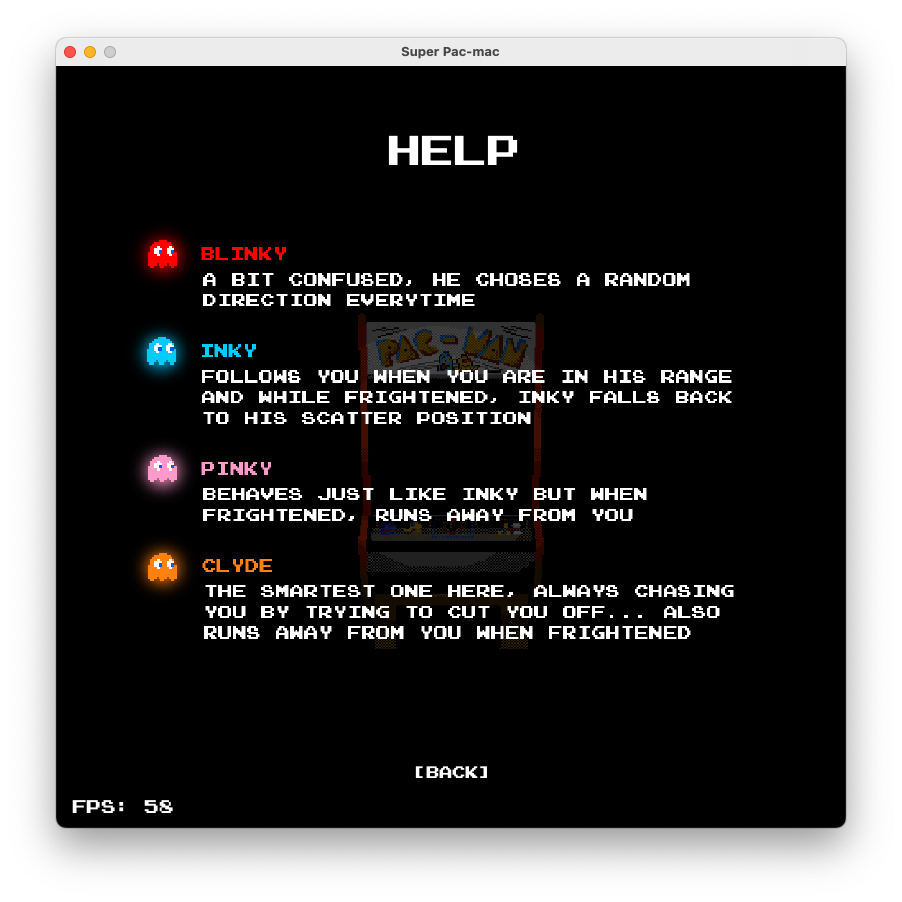 Super Pac-mac
HELP
BLINKY
A BIT CONFUSED, HE CHOSES A RANDOM
DIRECTION EVERYTIME
PAC-MAN
INKY
FOLLOWS YOU WHEN YOU ARE IN HIS RANGE
AND WHILE FRIGHTENED, INKY FALLS BACK
TO HIS SCATTER POSITION
PINKY
BEHAVES JUST LIKE INKY BUT WHEN
FRIGHTENED, RUNS AWAY FROM YOU
CLYDE
THE SMARTEST ONE HERE, ALWAYS CHASING
YOU BY TRYING TO CUT YOU OFF... ALSO
RUNS AWAY FROM YOU WHEN FRIGHTENED
[BACK]
FPS: 58